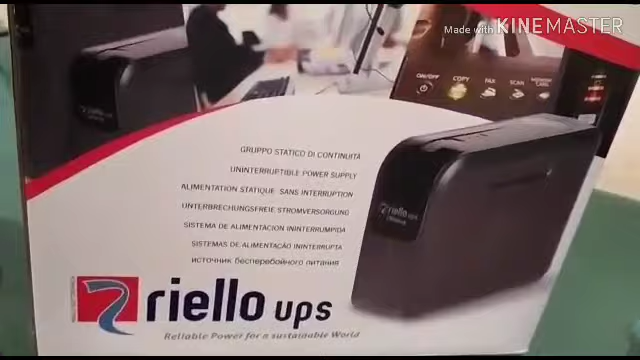 Made with KINEMASTER
ON/OFF COPY FAX SCAN MEMORY CARD
GRUPPO STATICO DI CONTINUITÀ
UNINTERRUPTIBLE POWER SUPPLY
ALIMENTATION STATIQUE SANS INTERRUPTION
UNTERBRECHUNGSFREIE STROMVERSORGUNG
SISTEMA DE ALIMENTACION ININTERRUMPIDA
SISTEMAS DE ALIMENTAÇÃO ININTERRUPTA
источник бесперебойного питания
riello ups
riello ups
Reliable Power for a sustainable World